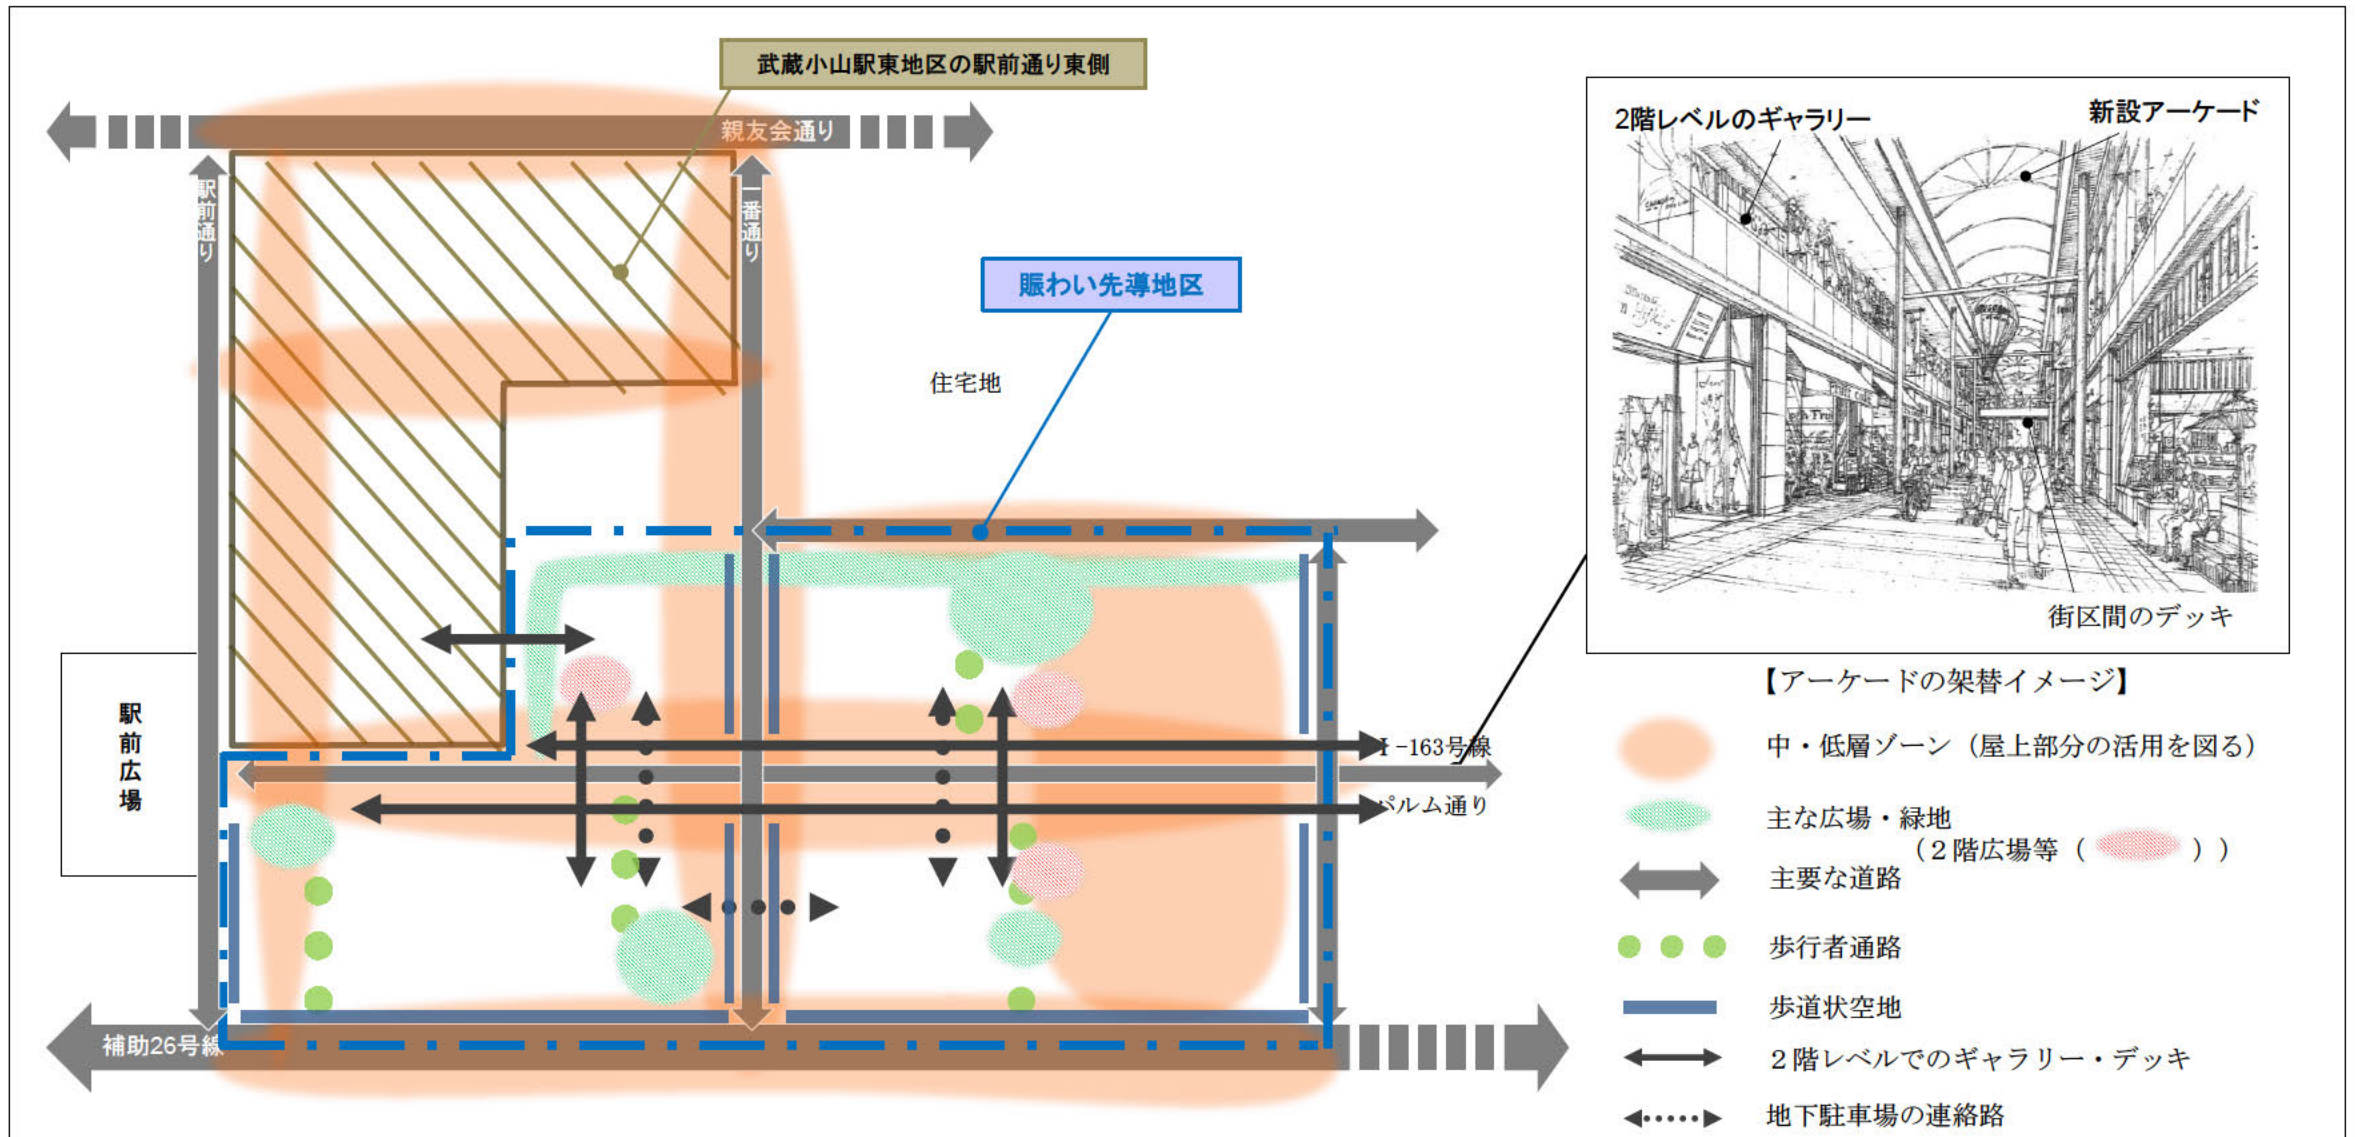 武蔵小山駅東地区の駅前通り東側
親友会通り
駅前通り
一番通り
賑わい先導地区
住宅地
駅前広場
Ⅰ-163号線
パルム通り
補助26号線
2階レベルのギャラリー
新設アーケード
街区間のデッキ
【アーケードの架替イメージ】
中・低層ゾーン（屋上部分の活用を図る）
主な広場・緑地
（２階広場等（　　））
主要な道路
歩行者通路
歩道状空地
２階レベルでのギャラリー・デッキ
地下駐車場の連絡路